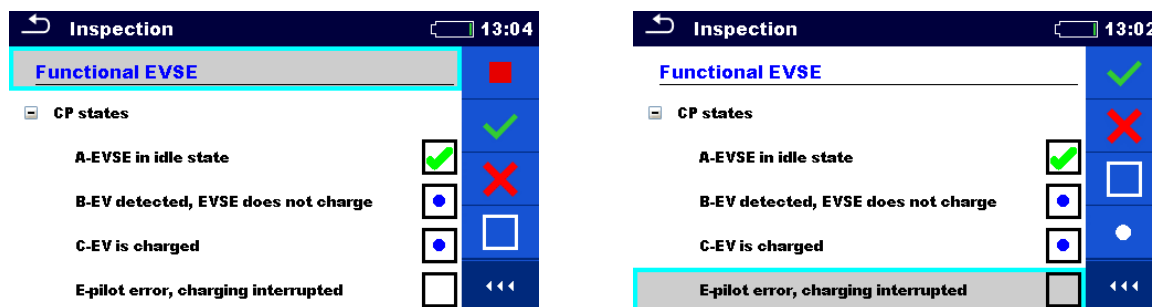 Inspection 13:04
Functional EVSE
CP states
A-EVSE in idle state
B-EV detected, EVSE does not charge
C-EV is charged
E-pilot error, charging interrupted
Inspection 13:02
Functional EVSE
CP states
A-EVSE in idle state
B-EV detected, EVSE does not charge
C-EV is charged
E-pilot error, charging interrupted